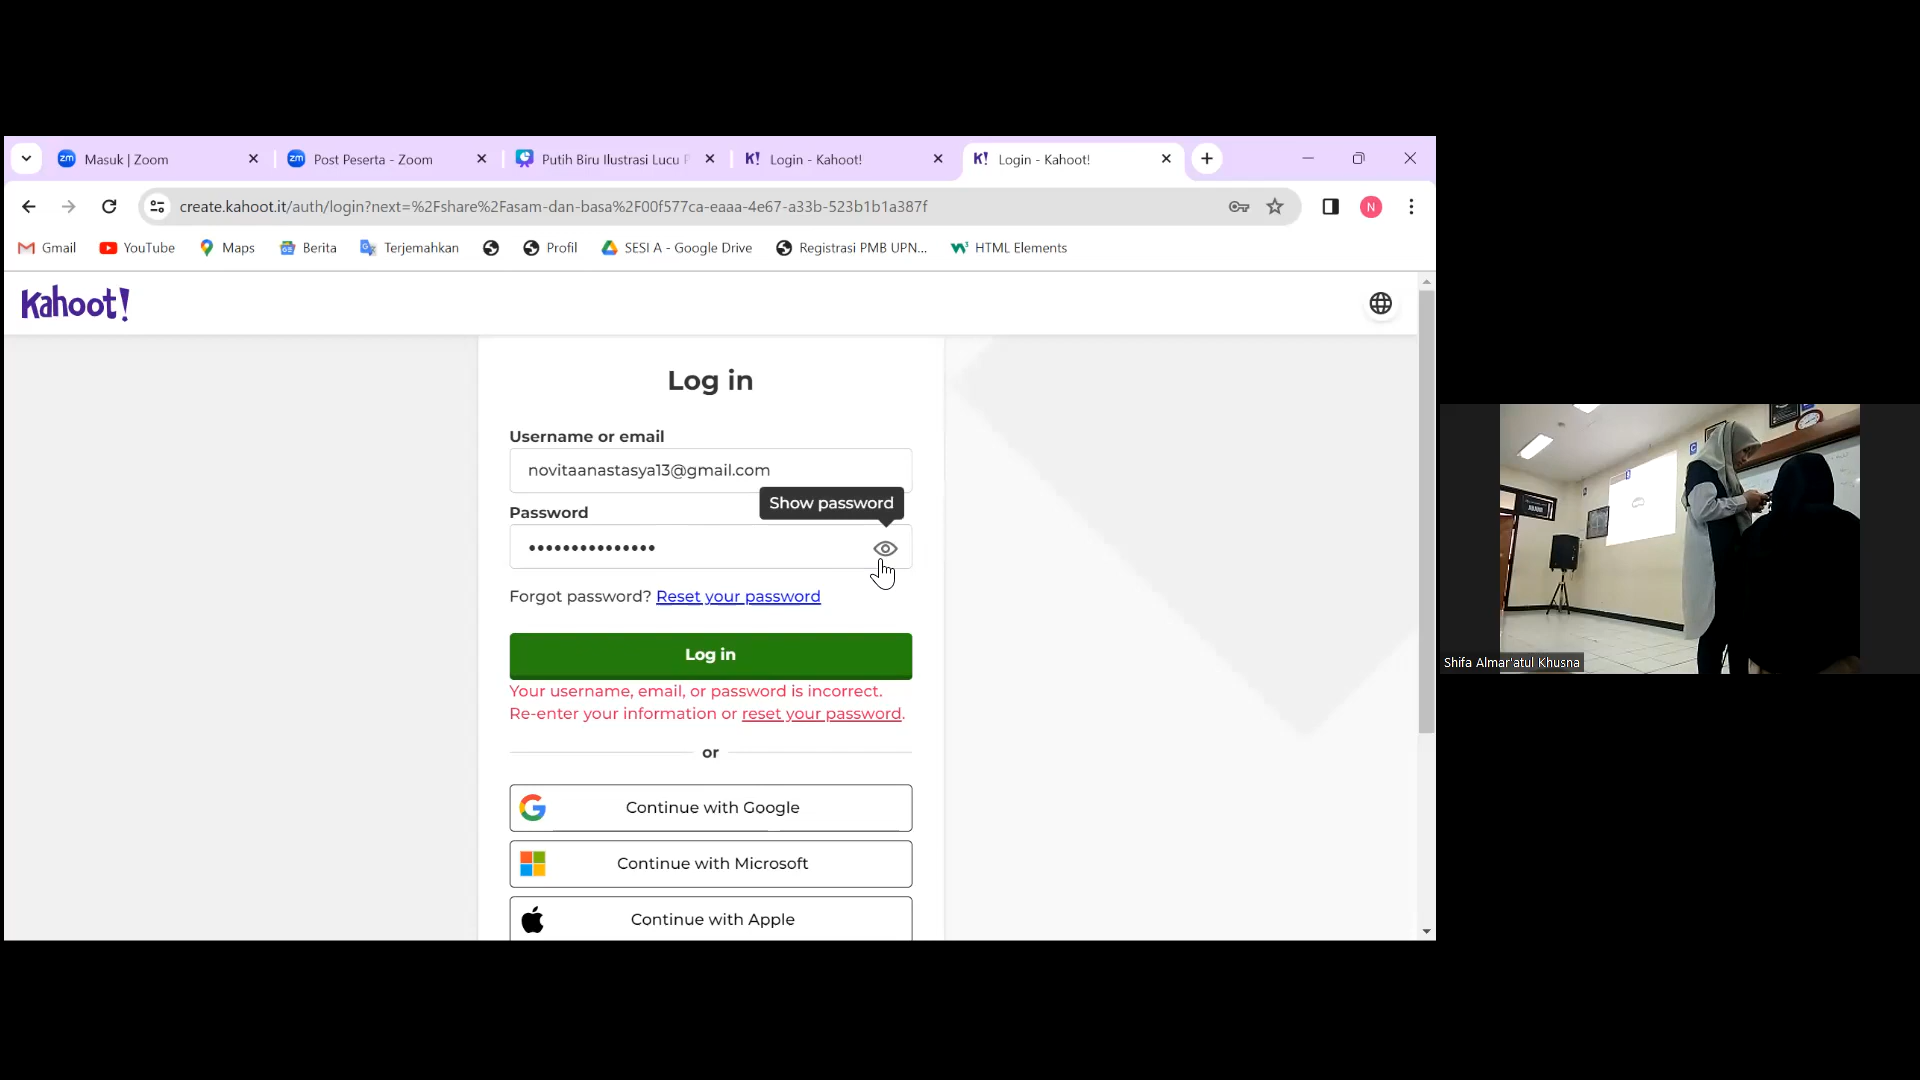 Masuk | Zoom
Post Peserta - Zoom
Putih Biru Ilustrasi Lucu P
K! Login - Kahoot!
K! Login - Kahoot!
create.kahoot.it/auth/login?next=%2Fshare%2Fasam-dan-basa%2F00f577ca-eaaa-4e67-a33b-523b1b1a387f
N
Gmail
YouTube
Maps
Berita
Terjemahkan
Profil
SESI A - Google Drive
Registrasi PMB UPN...
HTML Elements
Kahoot!
Log in
Username or email
novitaanastasya13@gmail.com
Show password
Password
•••••••••••••••
Forgot password? Reset your password
Log in
Your username, email, or password is incorrect.
Re-enter your information or reset your password.
or
Continue with Google
Continue with Microsoft
Continue with Apple
Shifa Almar'atul Khusna